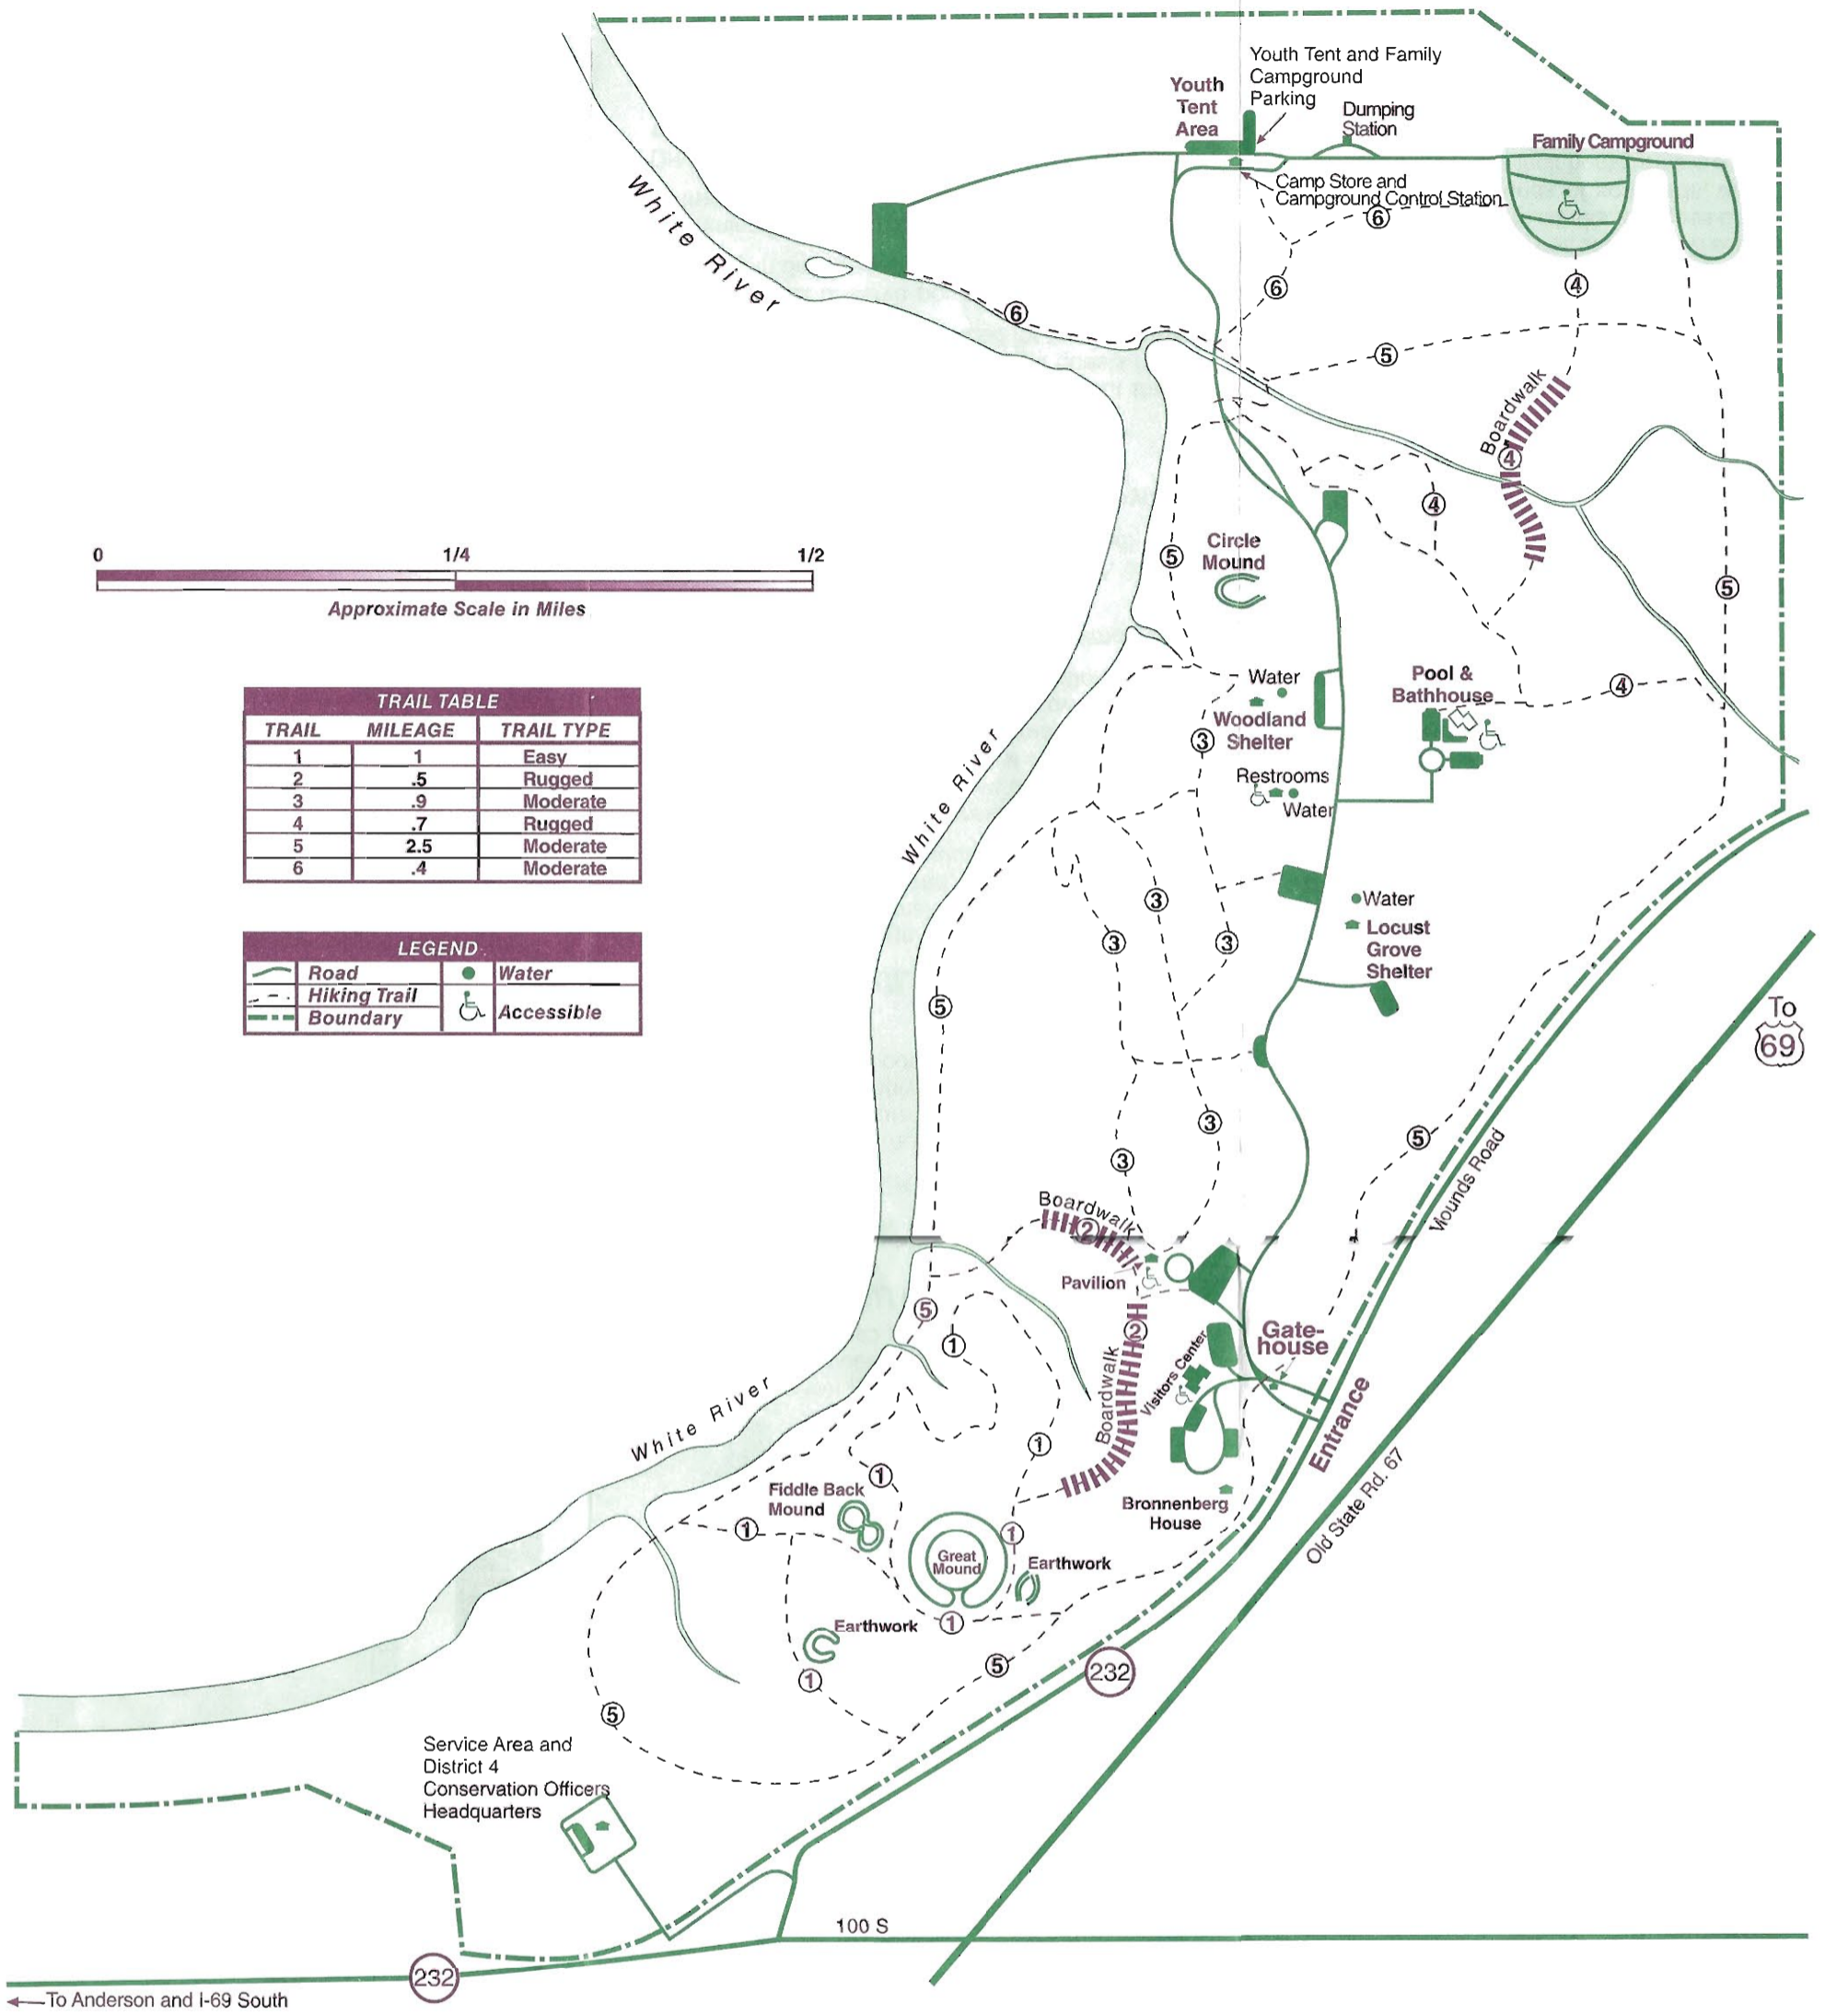 Youth Tent and Family
Campground
Parking
Youth
Tent
Area
Dumping
Station
Family Campground
Camp Store and
Campground Control Station
6
6
6
4
5
White River
Boardwalk
4
4
5
5
Circle
Mound
0 1/4 1/2
Approximate Scale in Miles
Water
Woodland
Shelter
3
Pool &
Bathhouse
4
Restrooms
Water
TRAIL TABLE
TRAIL MILEAGE TRAIL TYPE
1 1 Easy
2 .5 Rugged
3 .9 Moderate
4 .7 Rugged
5 2.5 Moderate
6 .4 Moderate
White River
3
3
3
Water
Locust
Grove
Shelter
LEGEND
Road Water
Hiking Trail
Accessible
Boundary
5
To
69
3
3
5
Mounds Road
Boardwalk
2
Pavilion
5
1
2
Boardwalk
Visitors Center
Gate-
house
Entrance
White River
1
1
Fiddle Back
Mound
1
Bronnenberg
House
Old State Rd. 67
Great
Mound
1
Earthwork
Earthwork
1
1
5
232
5
Service Area and
District 4
Conservation Officers
Headquarters
100 S
232
To Anderson and I-69 South